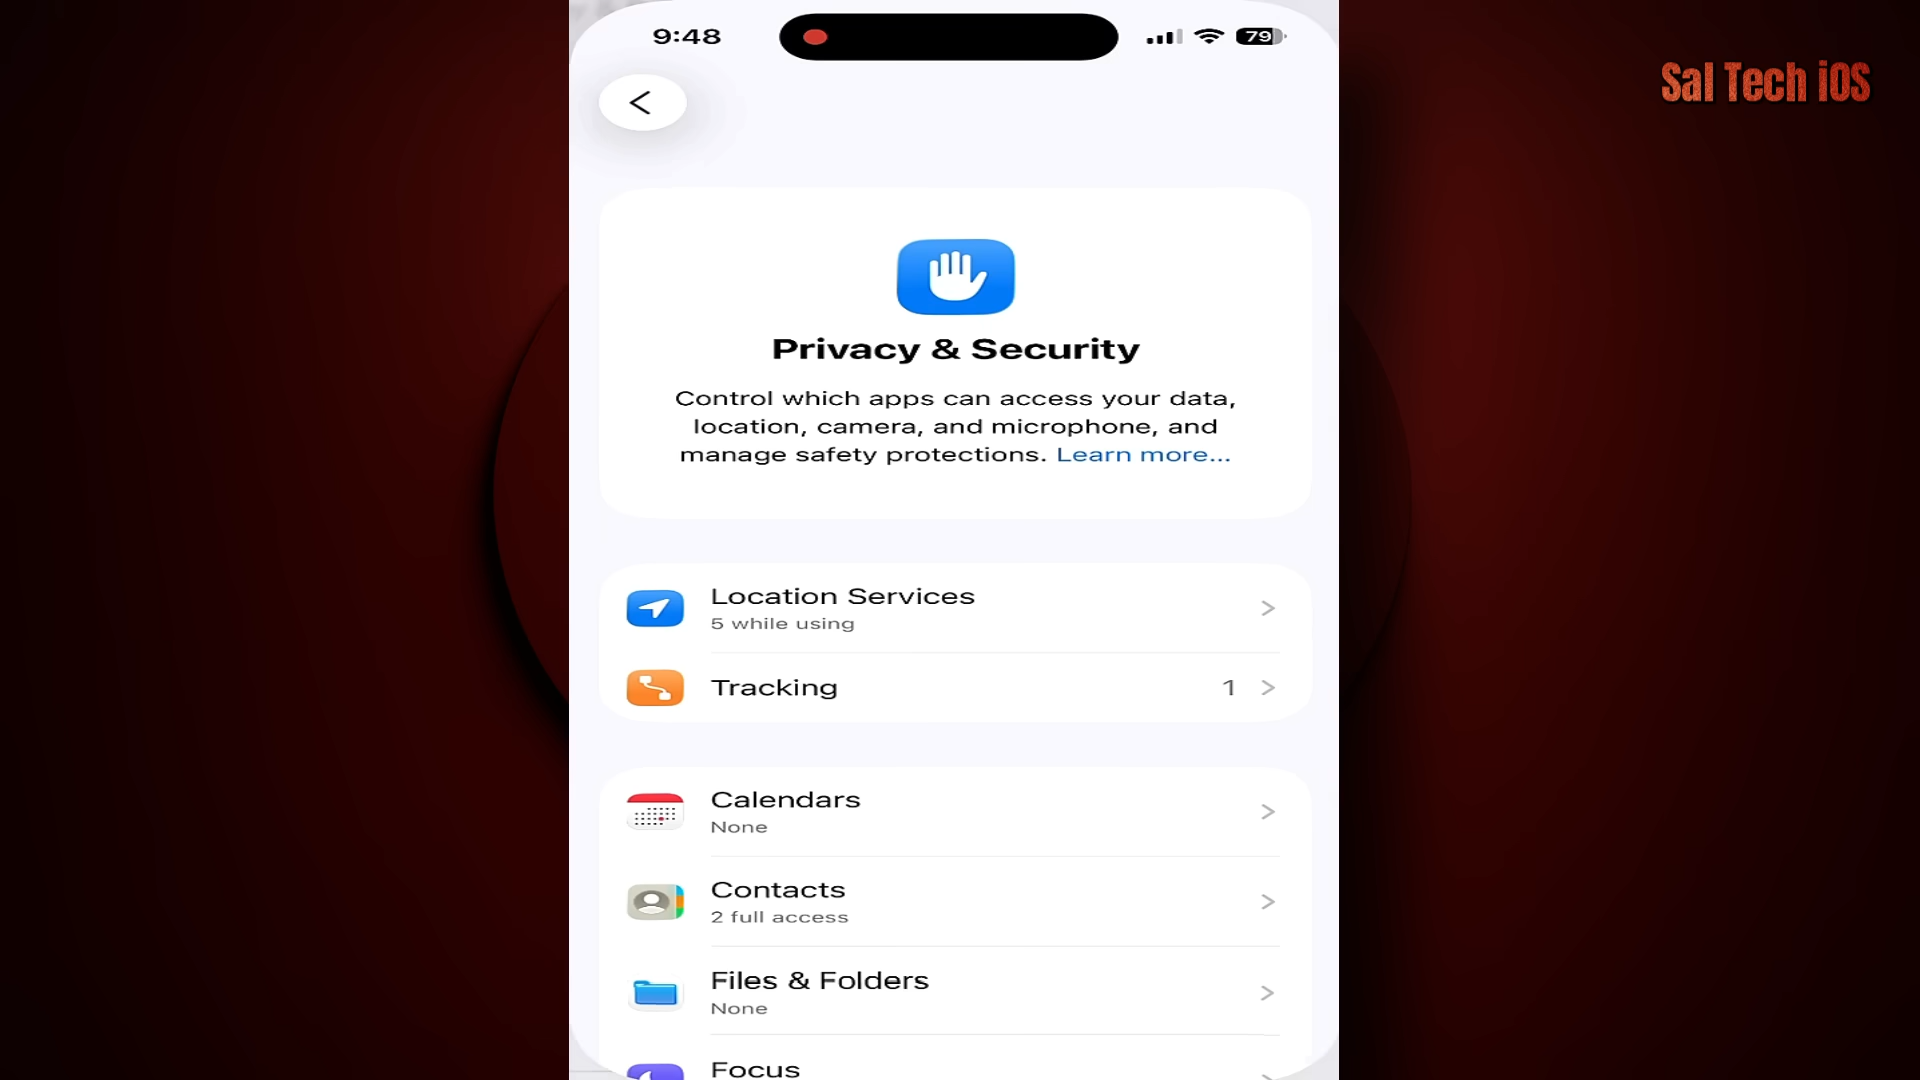 9:48
79
Sal Tech iOS
Privacy & Security
Control which apps can access your data,
location, camera, and microphone, and
manage safety protections. Learn more...
Location Services
5 while using
Tracking
1
Calendars
None
Contacts
2 full access
Files & Folders
None
Focus